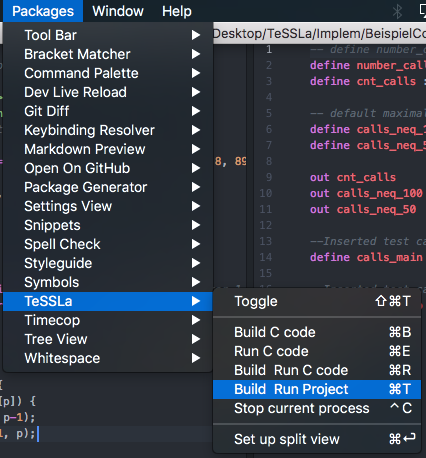 Packages Window Help
Desktop/TeSSLa/Implem/BeispielCo
Tool Bar
Bracket Matcher
Command Palette
Dev Live Reload
Git Diff
Keybinding Resolver
Markdown Preview
Open On GitHub
Package Generator
Settings View
Snippets
Spell Check
Styleguide
Symbols
TeSSLa
Timecop
Tree View
Whitespace
8, 89
{
[p]) {
p-1);
1, p);
1 -- define number_c
2 define number_call
3 define cnt_calls :
4
5 -- default maximal
6 define calls_neq_1
7 define calls_neq_5
8
9 out cnt_calls
10 out calls_neq_100
11 out calls_neq_50
12
13 --Inserted test ca
14 define calls_main
15
Toggle ⇧⌘T
Build C code ⌘B
Run C code ⌘E
Build Run C code ⌘R
Build Run Project ⌘T
Stop current process ^C
Set up split view ⌘↩